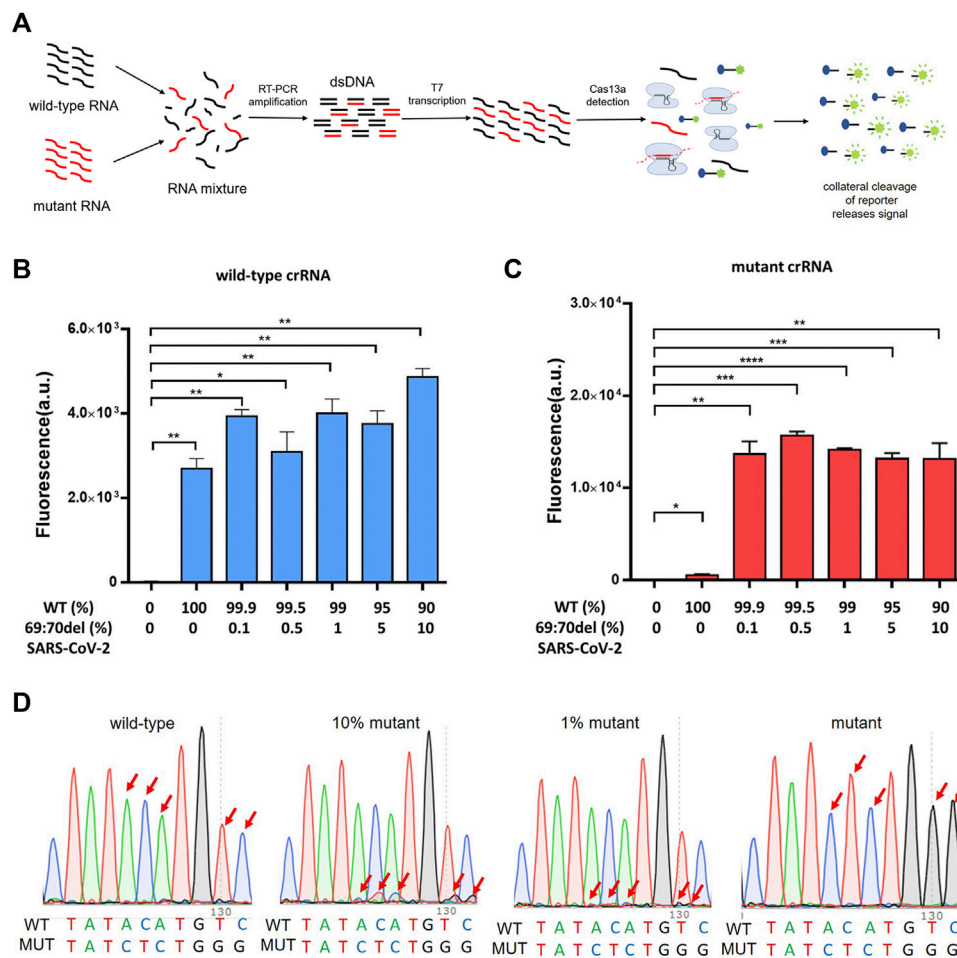 A
wild-type RNA
mutant RNA
RNA mixture
RT-PCR
amplification
dsDNA
T7
transcription
Cas13a
detection
collateral cleavage
of reporter
releases signal
B
wild-type crRNA
Fluorescence(a.u.)
6.0×10³
4.0×10³
2.0×10³
0
** ** * ** ** **
WT (%) 0 100 99.9 99.5 99 95 90
69:70del (%) 0 0 0.1 0.5 1 5 10
SARS-CoV-2
C
mutant crRNA
Fluorescence(a.u.)
3.0×10⁴
2.0×10⁴
1.0×10⁴
0
* ** *** **** *** **
WT (%) 0 100 99.9 99.5 99 95 90
69:70del (%) 0 0 0.1 0.5 1 5 10
SARS-CoV-2
D
wild-type
130
WT T A T A C A T G T C
MUT T A T C T C T G G G
10% mutant
130
WT T A T A C A T G T C
MUT T A T C T C T G G G
1% mutant
130
WT T A T A C A T G T C
MUT T A T C T C T G G G
mutant
130
WT T A T A C A T G T C
MUT T A T C T C T G G G